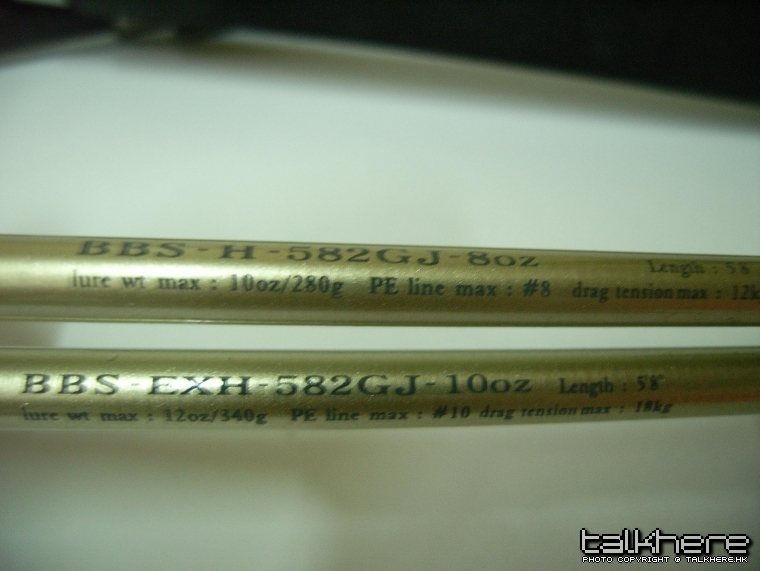 BBS-H-582GJ-8oz Length : 5'8"
lure wt max : 10oz/280g PE line max : #8 drag tension max : 12k
BBS-EXH-582GJ-10oz Length : 5'8"
lure wt max : 12oz/340g PE line max : #10 drag tension max : 18kg
talkhere
PHOTO COPYRIGHT @ TALKHERE.HK